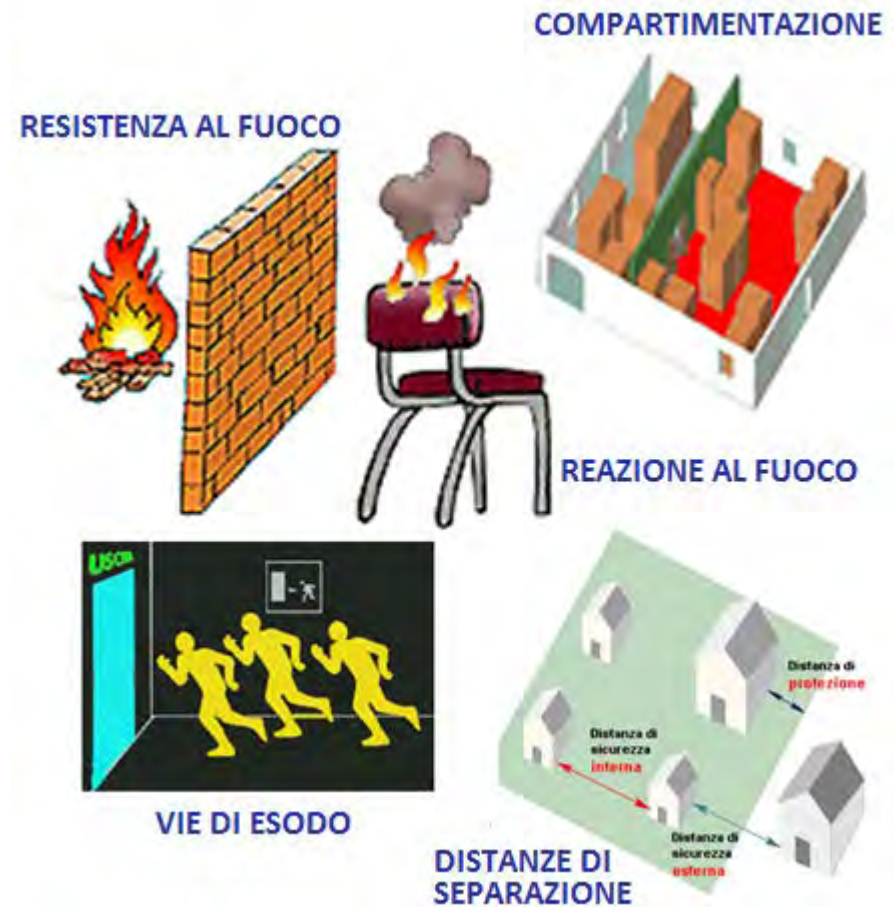 COMPARTIMENTAZIONE
RESISTENZA AL FUOCO
REAZIONE AL FUOCO
USCITA
VIE DI ESODO
Distanza di
protezione
Distanza di
sicurezza
interna
Distanza di
sicurezza
esterna
DISTANZE DI
SEPARAZIONE